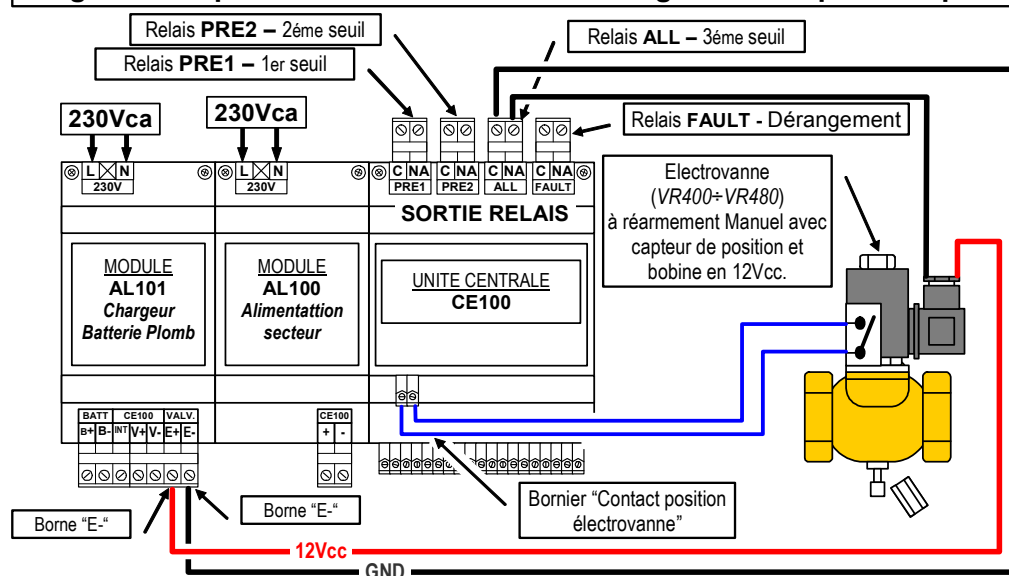 Relais PRE2 – 2éme seuil
Relais ALL – 3éme seuil
Relais PRE1 – 1er seuil
230Vca
230Vca
Relais FAULT - Dérangement
L N
230V
L N
230V
C NA
PRE1
C NA
PRE2
C NA
ALL
C NA
FAULT
SORTIE RELAIS
Electrovanne
(VR400÷VR480)
à réarmement Manuel avec
capteur de position et
bobine en 12Vcc.
MODULE
AL101
Chargeur
Batterie Plomb
MODULE
AL100
Alimentattion
secteur
UNITE CENTRALE
CE100
BATT CE100 VALV.
B+ B- INT V+ V- E+ E-
CE100
+ -
Borne “E-“
Borne “E-“
Bornier “Contact position
électrovanne”
12Vcc
GND